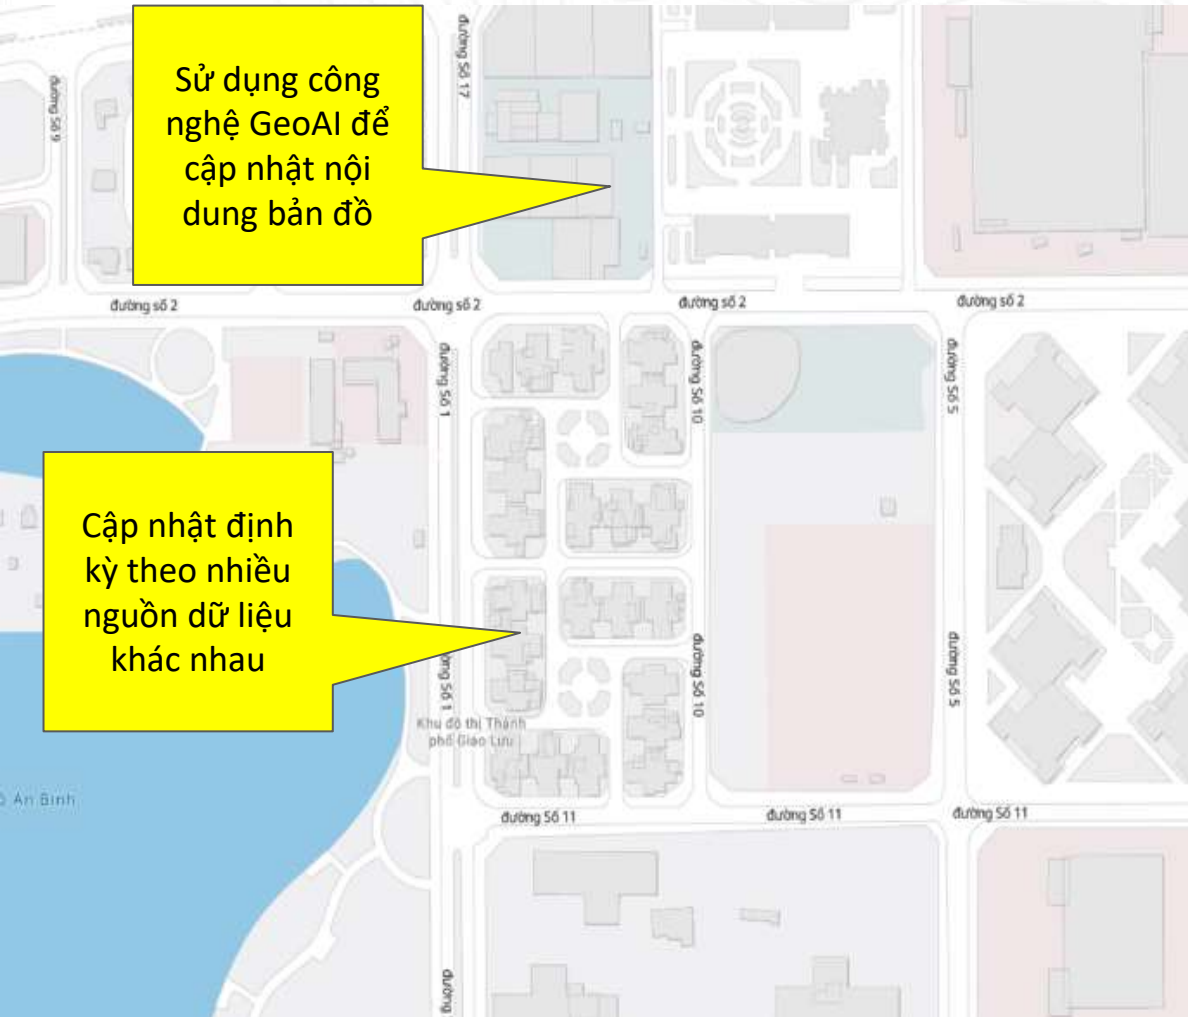 đường Số 9
đường Số 17
Sử dụng công
nghệ GeoAI để
cập nhật nội
dung bản đồ
đường số 2
đường số 2
đường số 2
đường số 2
đường Số 1
đường Số 10
đường Số 5
Cập nhật định
kỳ theo nhiều
nguồn dữ liệu
khác nhau
ờng Số 1
đường Số 10
đường Số 5
Khu đô thị Thành
phố Giao Lưu
An Bình
đường Số 11
đường Số 11
đường Số 11
đường